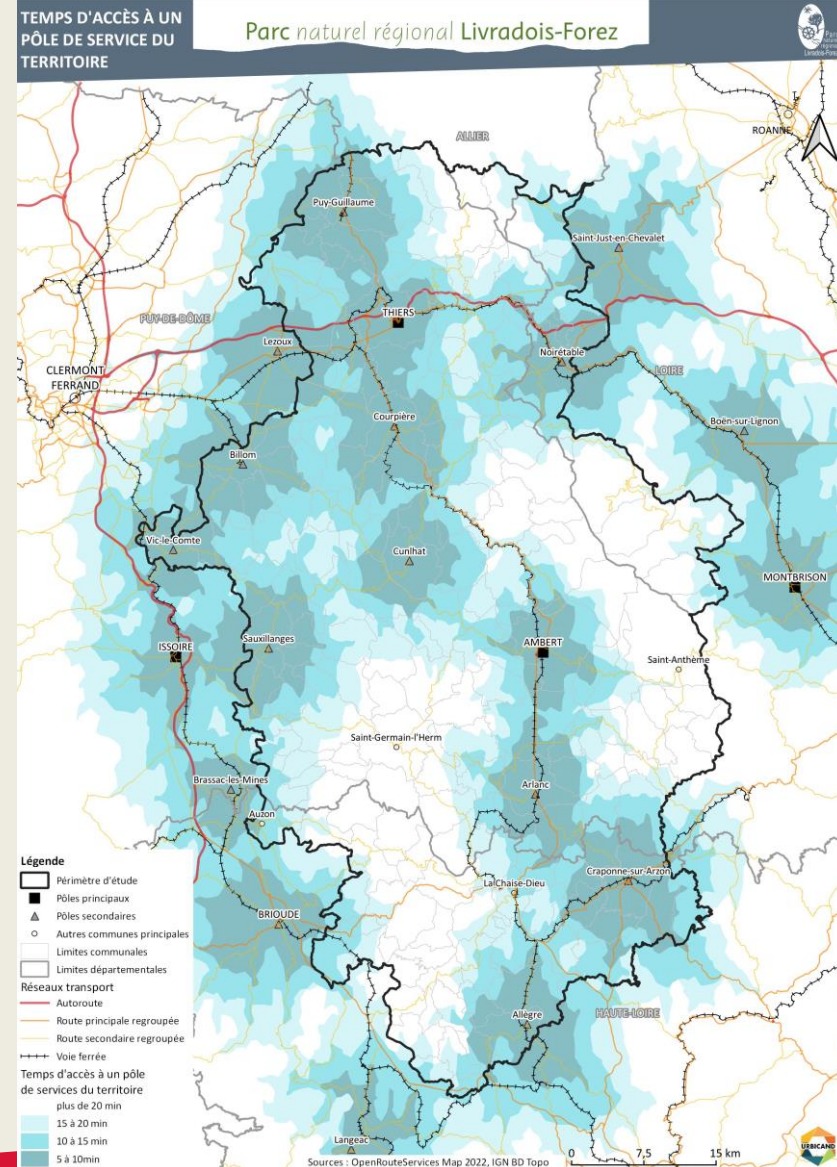 TEMPS D'ACCÈS À UN
PÔLE DE SERVICE DU
TERRITOIRE
Parc naturel régional Livradois-Forez
Parc
naturel
régional
Livradois-Forez
ALLIER
ROANNE
Puy-Guillaume
Saint-Just-en-Chevalet
PUY-DE-DÔME
THIERS
Lezoux
Noirétable
LOIRE
CLERMONT
FERRAND
Courpière
Boën-sur-Lignon
Billom
Vic-le-Comte
Cunlhat
MONTBRISON
ISSOIRE
Sauxillanges
AMBERT
Saint-Anthème
Saint-Germain-l'Herm
Brassac-les-Mines
Arlanc
Auzon
La Chaise-Dieu
Craponne-sur-Arzon
BRIOUDE
Allègre
HAUTE-LOIRE
Langeac
Légende
Périmètre d'étude
Pôles principaux
Pôles secondaires
Autres communes principales
Limites communales
Limites départementales
Réseaux transport
Autoroute
Route principale regroupée
Route secondaire regroupée
Voie ferrée
Temps d'accès à un pôle
de services du territoire
plus de 20 min
15 à 20 min
10 à 15 min
5 à 10min
Sources : OpenRouteServices Map 2022, IGN BD Topo
0 7,5 15 km
URBICAND